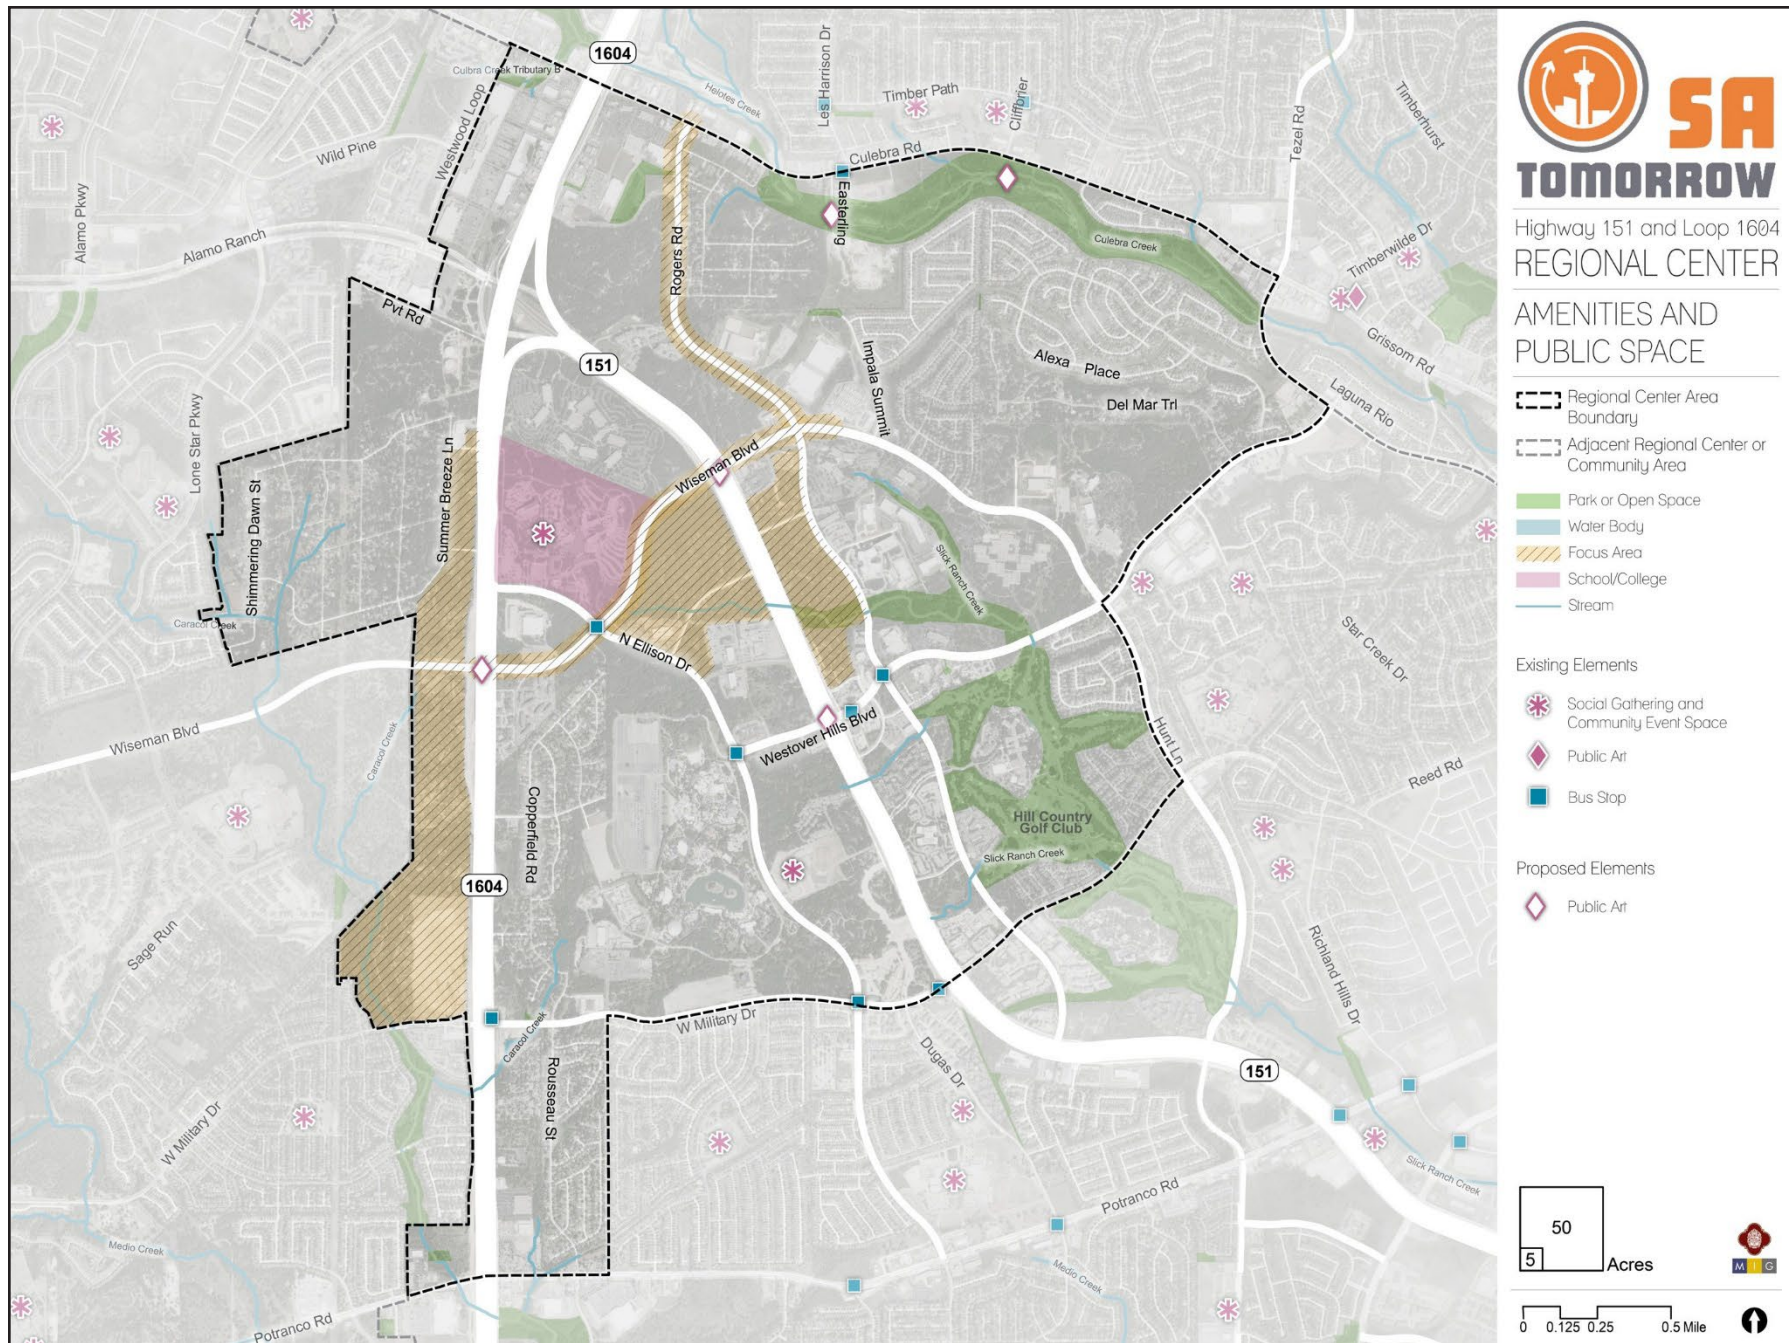 SA
TOMORROW
Highway 151 and Loop 1604
REGIONAL CENTER
AMENITIES AND
PUBLIC SPACE
Regional Center Area
Boundary
Adjacent Regional Center or
Community Area
Park or Open Space
Water Body
Focus Area
School/College
Stream
Existing Elements
Social Gathering and
Community Event Space
Public Art
Bus Stop
Proposed Elements
Public Art
50
5
Acres
M I G
0 0.125 0.25 0.5 Mile
1604
Culbra Creek Tributary B
Westwood Loop
Helotes Creek
Les Harrison Dr
Timber Path
Cliffbrier
Tezel Rd
Timberhurst
Wild Pine
Culebra Rd
Easterling
Alamo Pkwy
Alamo Ranch
Rogers Rd
Culebra Creek
Timberwilde Dr
Pvt Rd
151
Impala Summit
Alexa Place
Del Mar Trl
Grissom Rd
Laguna Rio
Lone Star Pkwy
Summer Breeze Ln
Wiseman Blvd
Shimmering Dawn St
Slick Ranch Creek
Caracol Creek
N Ellison Dr
Star Creek Dr
Wiseman Blvd
Caracol Creek
Westover Hills Blvd
Hunt Ln
Reed Rd
Copperfield Rd
Hill Country
Golf Club
Slick Ranch Creek
1604
Sage Run
Richland Hills Dr
W Military Dr
Caracol Creek
Dugas Dr
151
Rousseau St
W Military Dr
Slick Ranch Creek
Potranco Rd
Medio Creek
Medio Creek
Potranco Rd